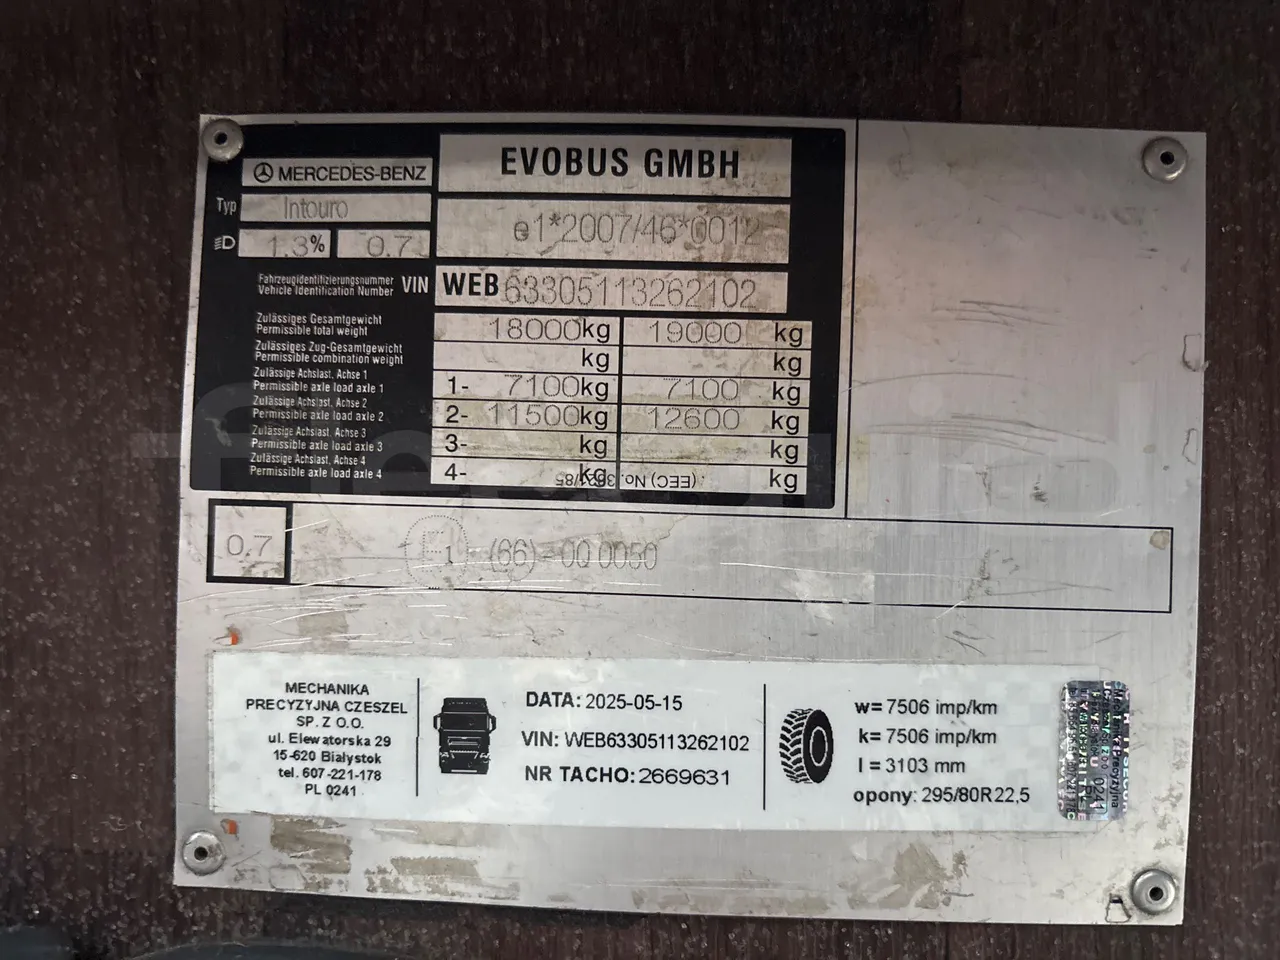 MERCEDES-BENZ
EVOBUS GMBH
Typ Intouro
e1*2007/46*0012
1.3% 0.7
Fahrzeugidentifizierungsnummer
Vehicle Identification Number
VIN WEB63305113262102
Zulässiges Gesamtgewicht
Permissible total weight
18000kg 19000 kg
Zulässiges Zug-Gesamtgewicht
Permissible combination weight
kg kg
Zulässige Achslast, Achse 1
Permissible axle load axle 1
1- 7100kg 7100 kg
Zulässige Achslast, Achse 2
Permissible axle load axle 2
2- 11500kg 12600 kg
Zulässige Achslast, Achse 3
Permissible axle load axle 3
3- kg kg
Zulässige Achslast, Achse 4
Permissible axle load axle 4
4- kg kg
(EEC) No.
0.7 E1 (66)-00 0050
MECHANIKA
PRECYZYJNA CZESZEL
SP. Z O.O.
ul. Elewatorska 29
15-620 Białystok
tel. 607-221-178
PL 0241
DATA: 2025-05-15
VIN: WEB63305113262102
NR TACHO: 2669631
w= 7506 imp/km
k= 7506 imp/km
l = 3103 mm
opony: 295/80R22,5